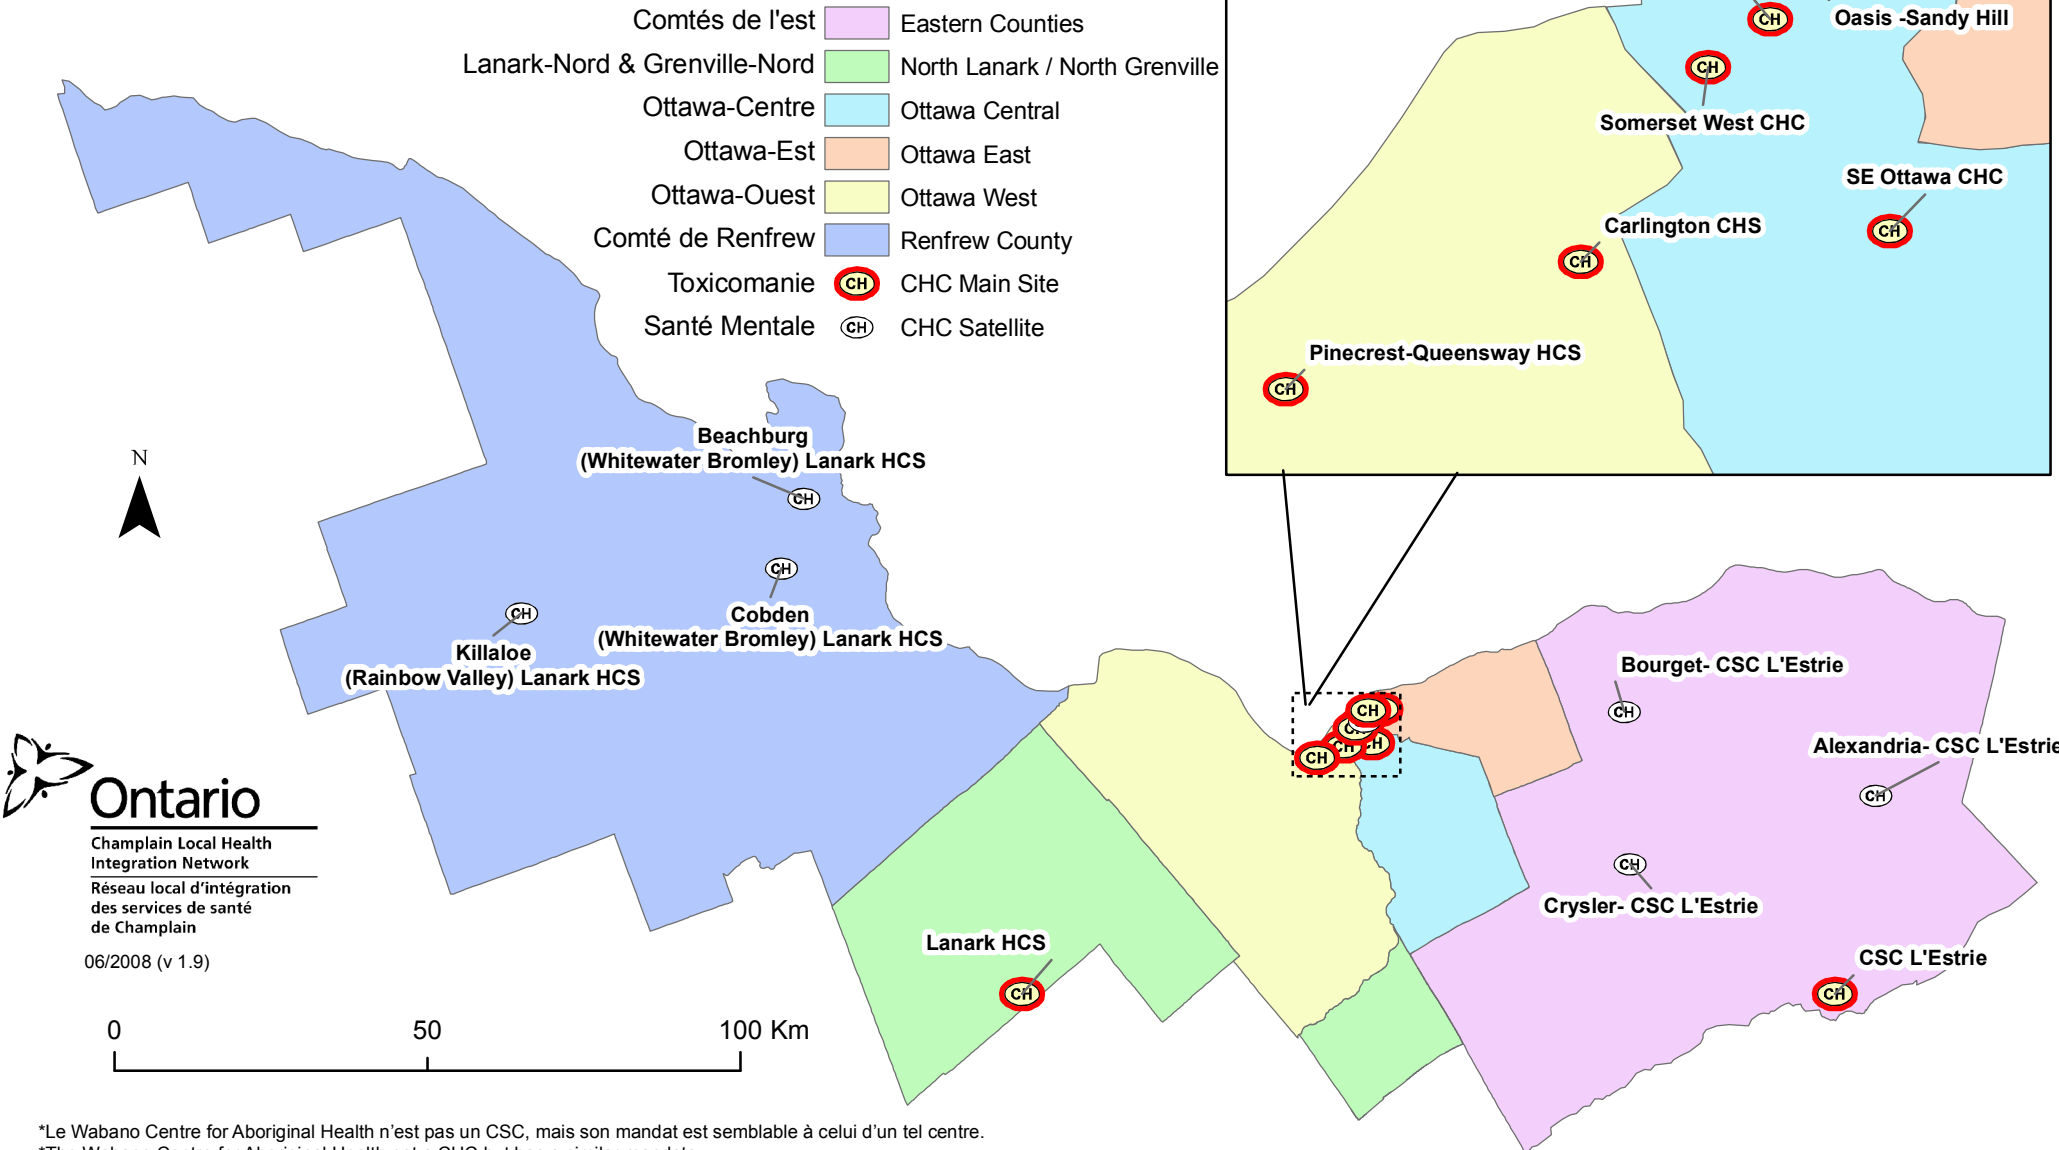 Comtés de l'est Eastern Counties
Lanark-Nord & Grenville-Nord North Lanark / North Grenville
Ottawa-Centre Ottawa Central
Ottawa-Est Ottawa East
Ottawa-Ouest Ottawa West
Comté de Renfrew Renfrew County
Toxicomanie CH CHC Main Site
Santé Mentale CH CHC Satellite
CH
Oasis -Sandy Hill
CH
Somerset West CHC
SE Ottawa CHC
CH
Carlington CHS
CH
Pinecrest-Queensway HCS
CH
N
Beachburg
(Whitewater Bromley) Lanark HCS
CH
CH
Cobden
(Whitewater Bromley) Lanark HCS
CH
Killaloe
(Rainbow Valley) Lanark HCS
CH
CH
CH
CH
Bourget- CSC L'Estrie
CH
Alexandria- CSC L'Estrie
CH
CH
Crysler- CSC L'Estrie
Lanark HCS
CH
CSC L'Estrie
CH
Ontario
Champlain Local Health
Integration Network
Réseau local d'intégration
des services de santé
de Champlain
06/2008 (v 1.9)
0 50 100 Km
*Le Wabano Centre for Aboriginal Health n'est pas un CSC, mais son mandat est semblable à celui d'un tel centre.